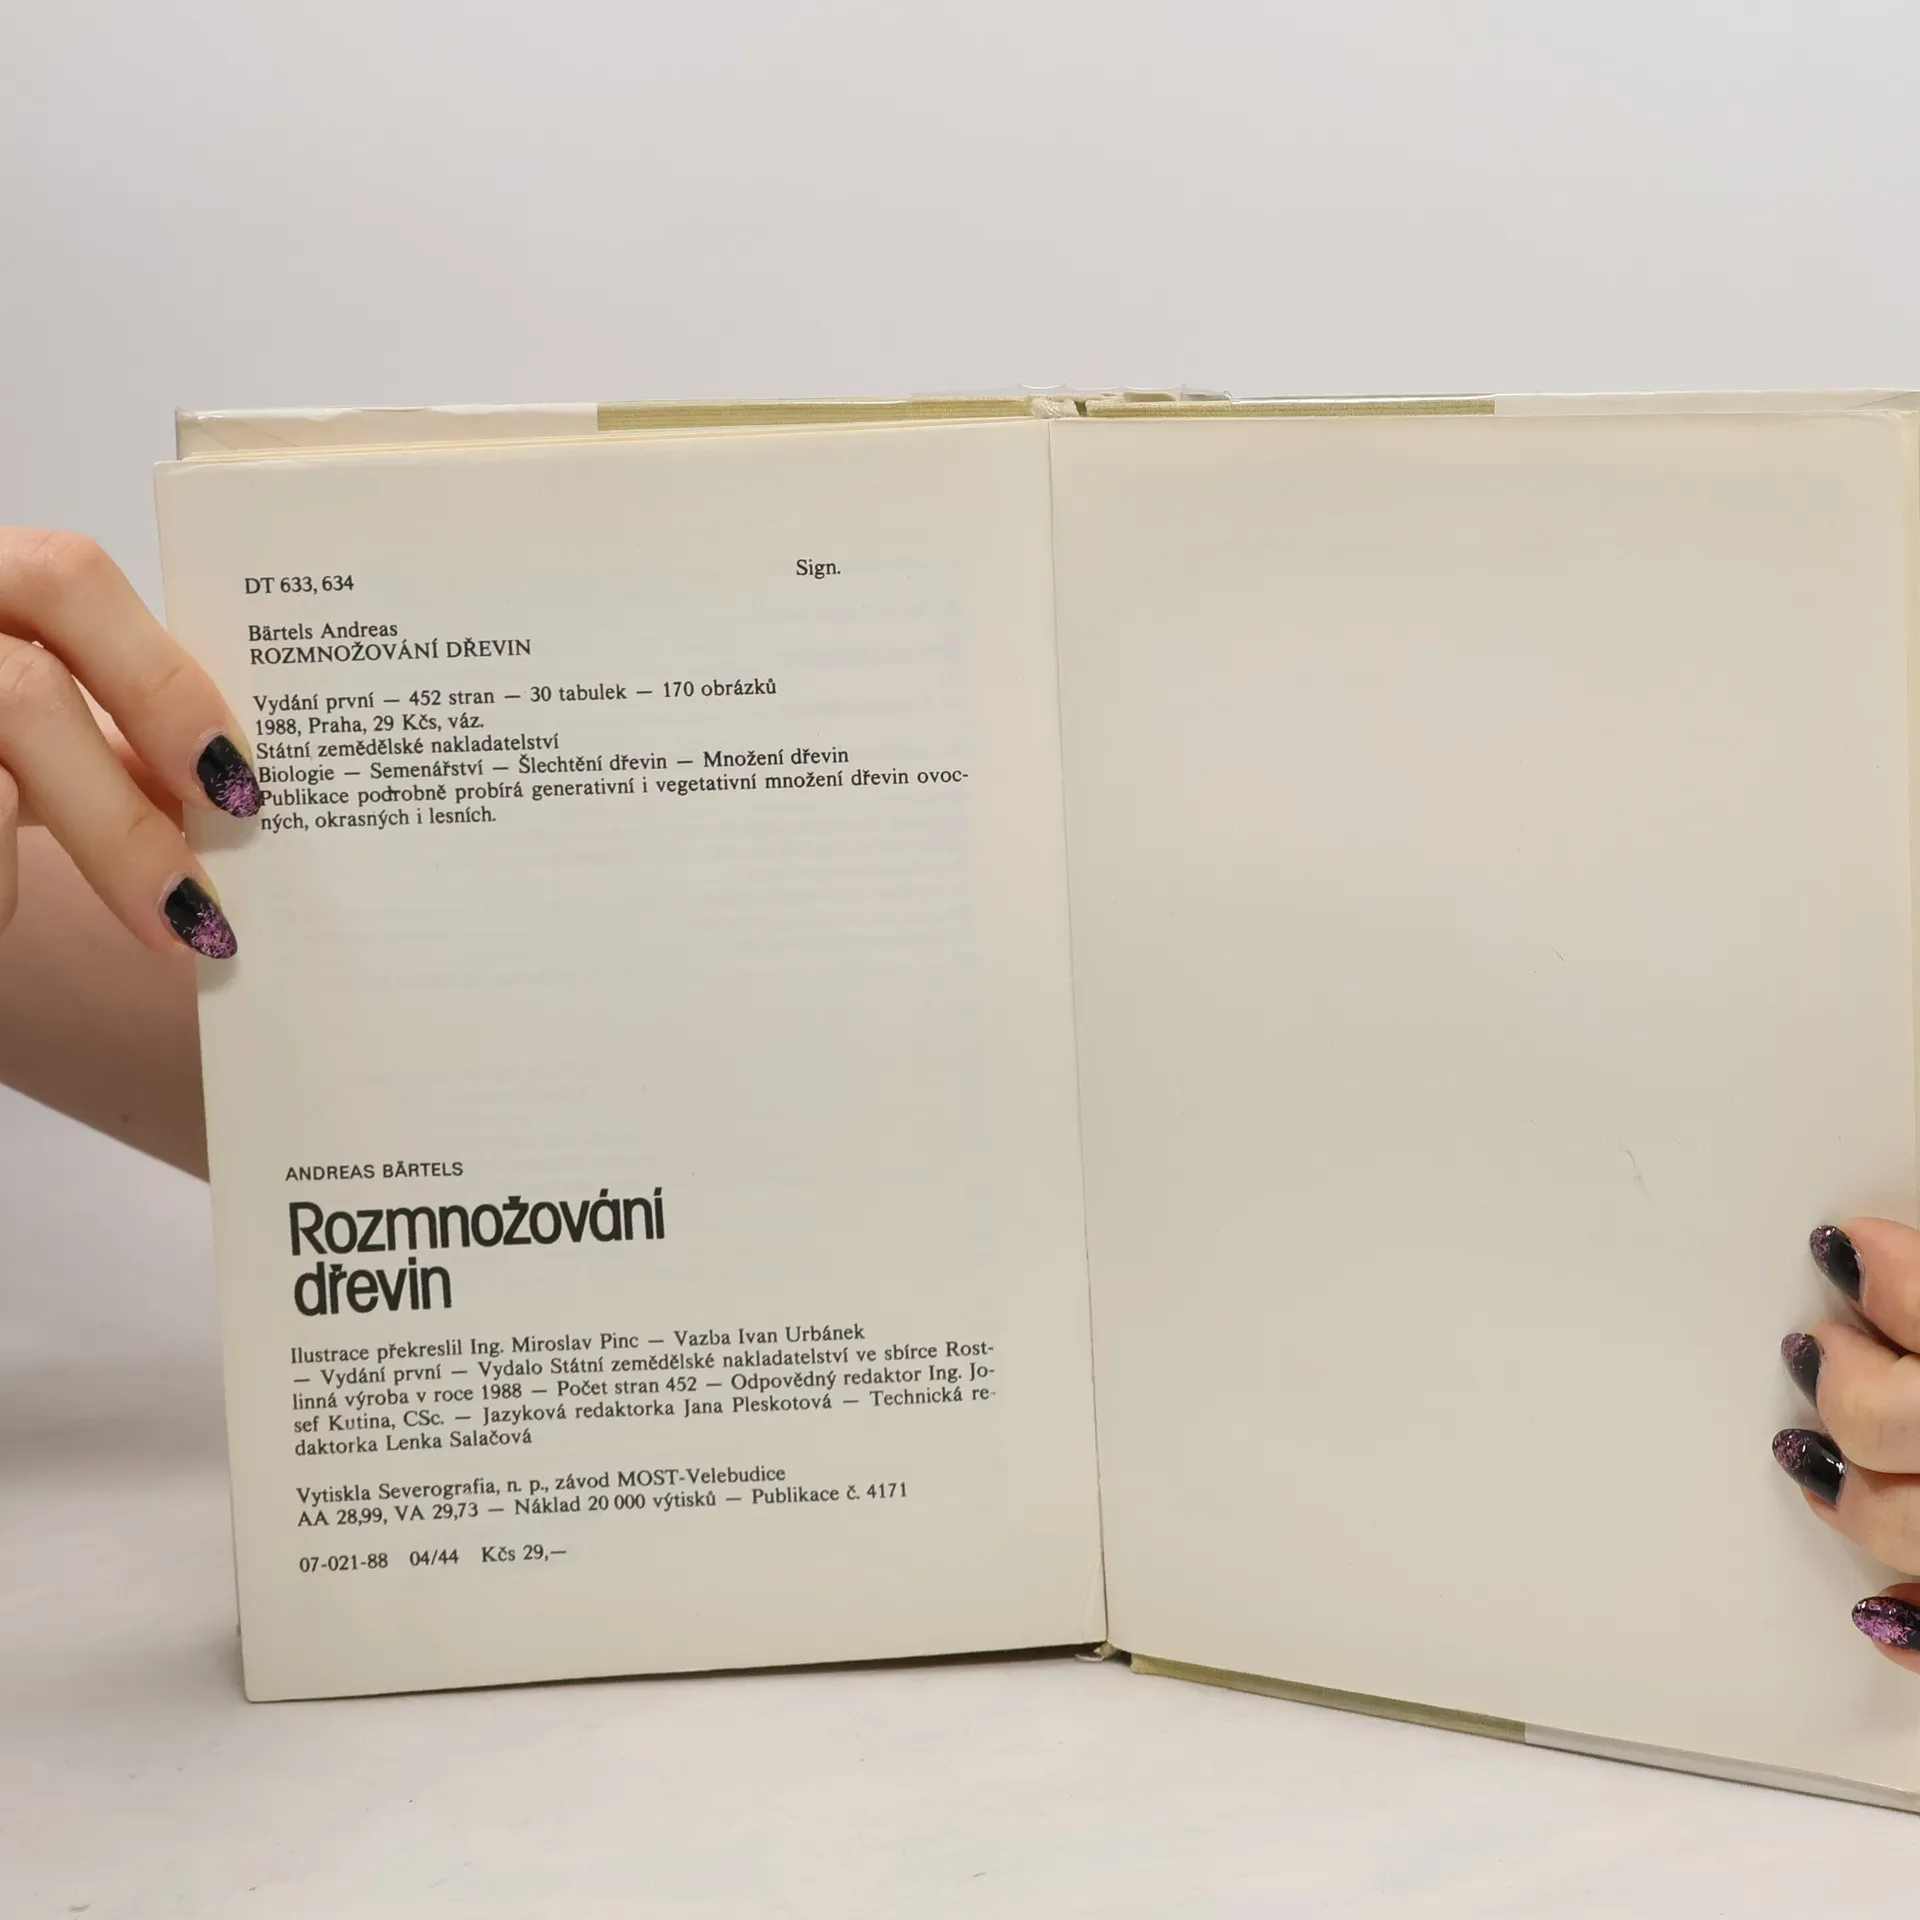 DT 633, 634 Sign.
Bärtels Andreas
ROZMNOŽOVÁNÍ DŘEVIN
Vydání první — 452 stran — 30 tabulek — 170 obrázků
1988, Praha, 29 Kčs, váz.
Státní zemědělské nakladatelství
Biologie — Semenářství — Šlechtění dřevin — Množení dřevin
Publikace podrobně probírá generativní i vegetativní množení dřevin ovoc-
ných, okrasných i lesních.
ANDREAS BÄRTELS
Rozmnožování
dřevin
Ilustrace překreslil Ing. Miroslav Pinc — Vazba Ivan Urbánek
— Vydání první — Vydalo Státní zemědělské nakladatelství ve sbírce Rost-
linná výroba v roce 1988 — Počet stran 452 — Odpovědný redaktor Ing. Jo-
sef Kutina, CSc. — Jazyková redaktorka Jana Pleskotová — Technická re-
daktorka Lenka Salačová
Vytiskla Severografia, n. p., závod MOST-Velebudice
AA 28,99, VA 29,73 — Náklad 20 000 výtisků — Publikace č. 4171
07-021-88 04/44 Kčs 29,—